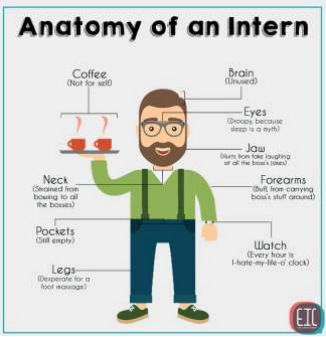 Anatomy of an Intern
Coffee
(Not for self)
Brain
(Unused)
Eyes
(Droopy, because
sleep is a myth)
Jaw
(Hurts from fake laughing
at all the boss's jokes)
Neck
(Strained from
bowing to all
the bosses)
Forearms
(Buff, from carrying
boss's stuff around)
Pockets
(Still empty)
Watch
(Every hour is
I-hate-my-life-o' clock)
Legs
(Desperate for a
foot massage)
EIC